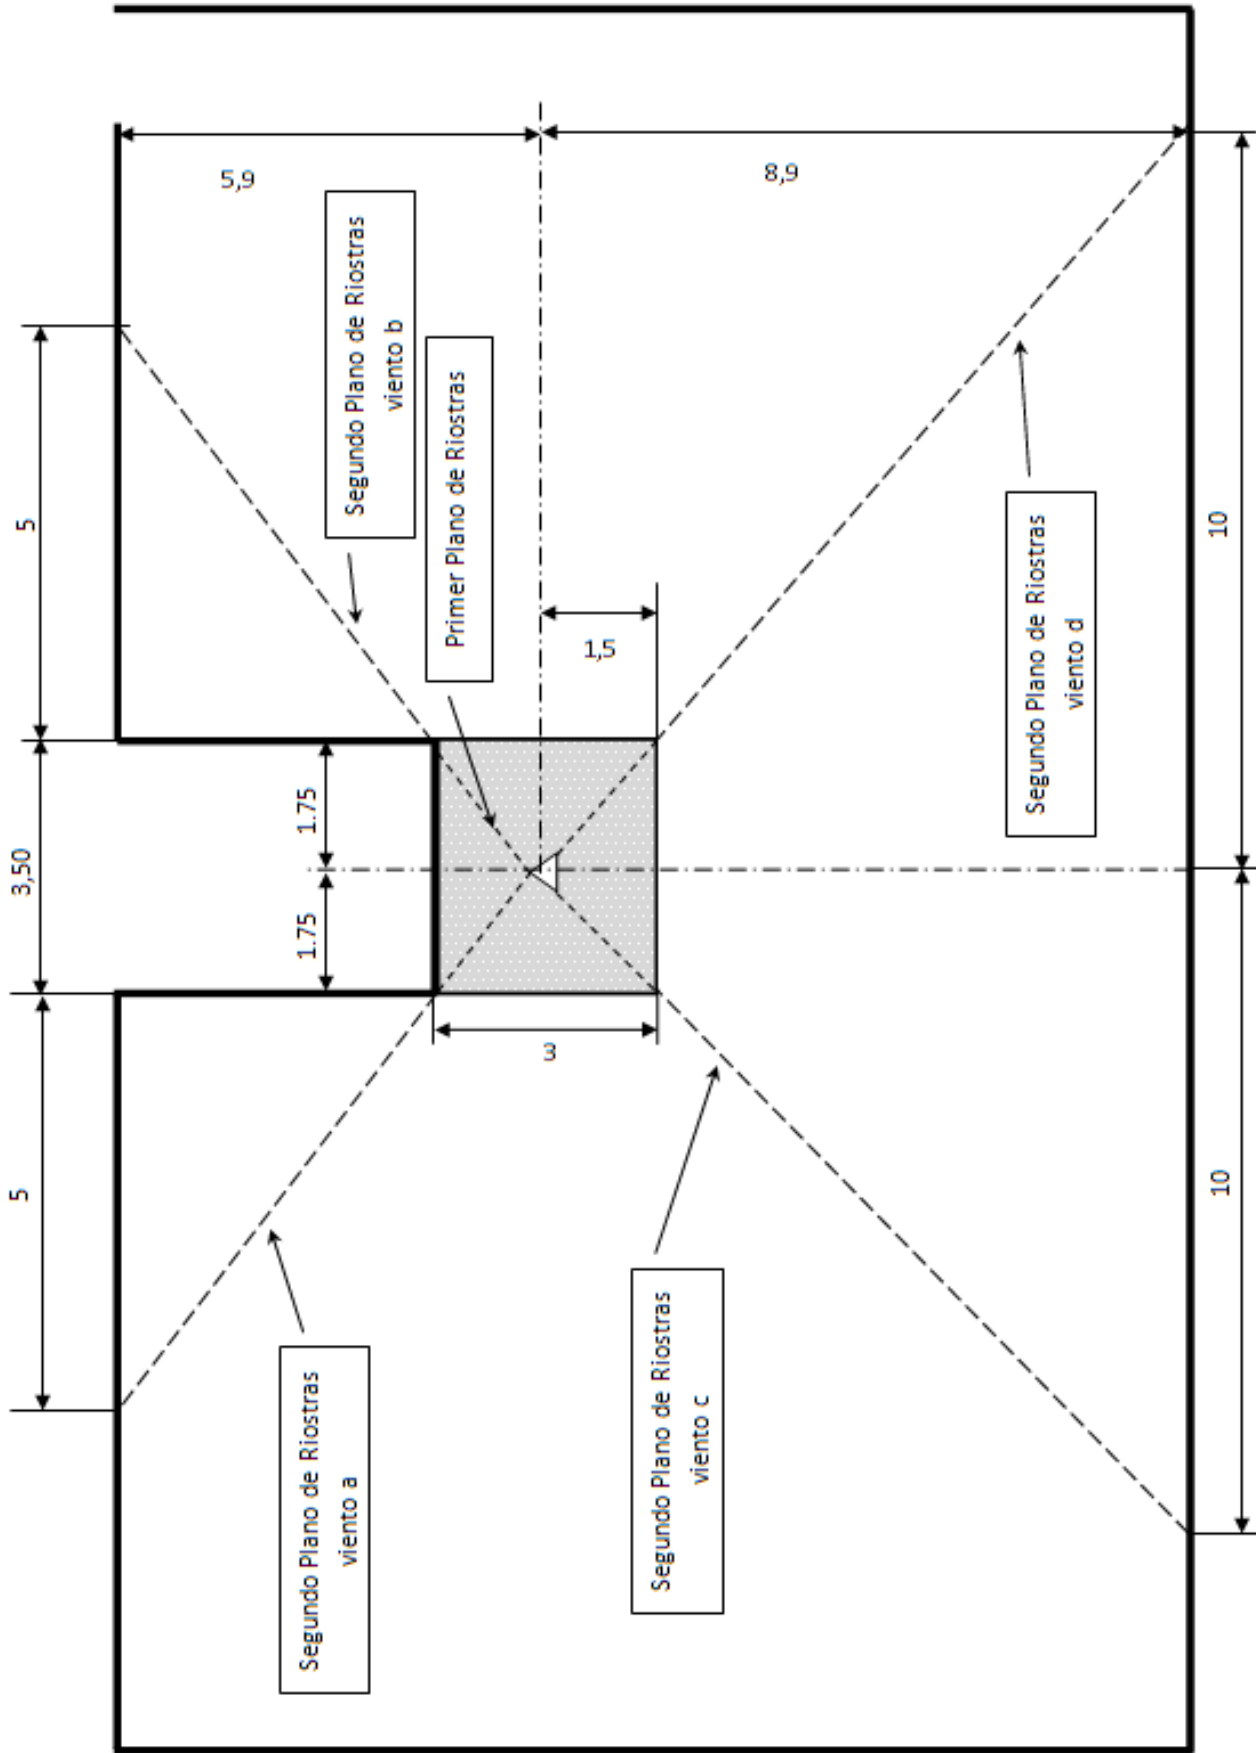 5
3,50
5
5,9
1.75
1.75
Segundo Plano de Riostras
viento a
Segundo Plano de Riostras
viento b
Primer Plano de Riostras
3
1,5
Segundo Plano de Riostras
viento c
8,9
Segundo Plano de Riostras
viento d
10
10